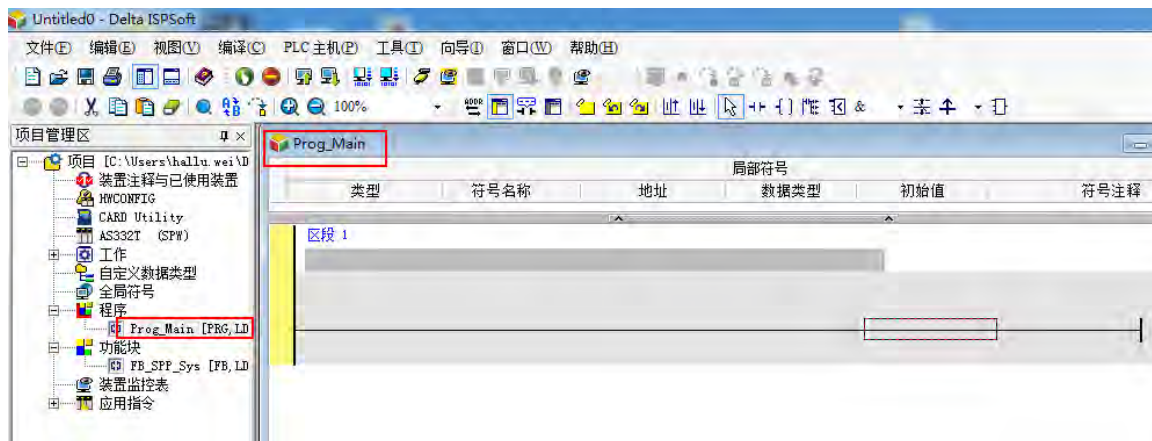 Untitled0 - Delta ISPSoft
文件(F) 编辑(E) 视图(V) 编译(C) PLC 主机(P) 工具(T) 向导(I) 窗口(W) 帮助(H)
100%
ADDR
项目管理区
Prog_Main
项目 [C:\Users\hallu.wei\D
装置注释与已使用装置
HWCONFIG
CARD Utility
AS332T (SPW)
工作
自定义数据类型
全局符号
程序
Prog_Main [PRG,LD
功能块
FB_SPP_Sys [FB,LD
装置监控表
应用指令
局部符号
类型 符号名称 地址 数据类型 初始值 符号注释
区段 1